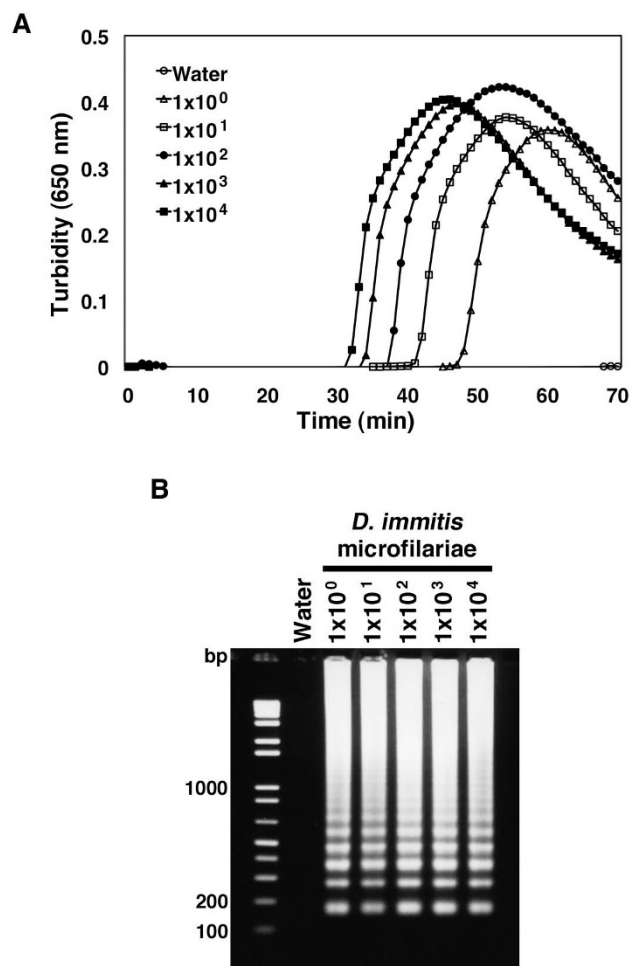 A
0.5
0.4
0.3
0.2
0.1
0
Turbidity (650 nm)
Water
1x10⁰
1x10¹
1x10²
1x10³
1x10⁴
0 10 20 30 40 50 60 70
Time (min)
B
D. immitis
microfilariae
Water
1x10⁰
1x10¹
1x10²
1x10³
1x10⁴
bp
1000
200
100